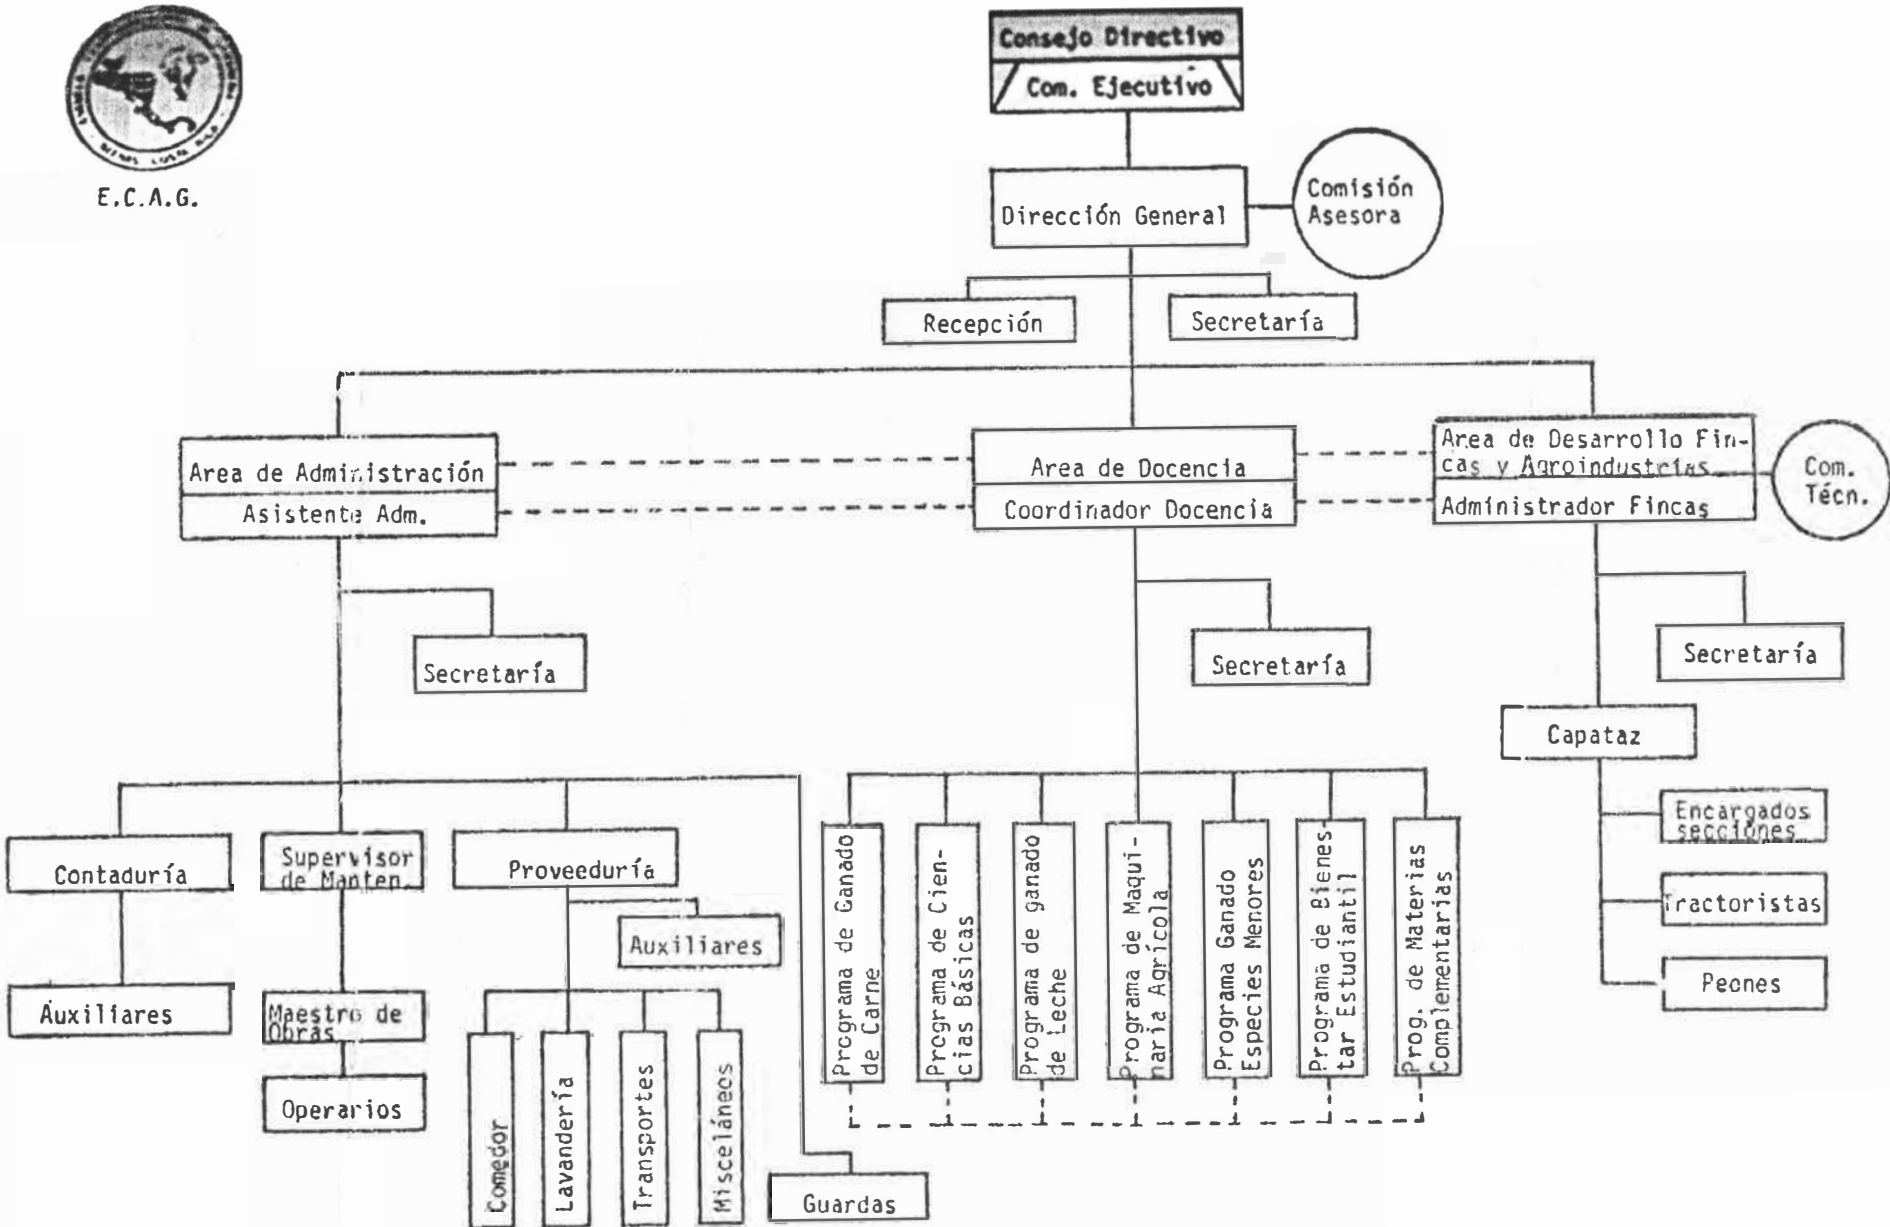 COSTA RICA
E.C.A.G.
Consejo Directivo
Com. Ejecutivo
Dirección General
Comisión
Asesora
Recepción
Secretaría
Area de Administración
Asistente Adm.
Area de Docencia
Coordinador Docencia
Area de Desarrollo Fin-
cas y Agroindustrias
Administrador Fincas
Com.
Técn.
Secretaría
Secretaría
Secretaría
Capataz
Contaduría
Supervisor
de Manten.
Proveeduría
Auxiliares
Auxiliares
Maestro de
Obras
Operarios
Comedor
Lavandería
Transportes
Misceláneos
Guardas
Programa de Ganado
de Carne
Programa de Cien-
cias Básicas
Programa de ganado
de Leche
Programa de Maqui-
naria Agrícola
Programa Ganado
Especies Menores
Programa de Bienes-
tar Estudiantil
Prog. de Materias
Complementarias
Encargados
secciónes
Tractoristas
Peones